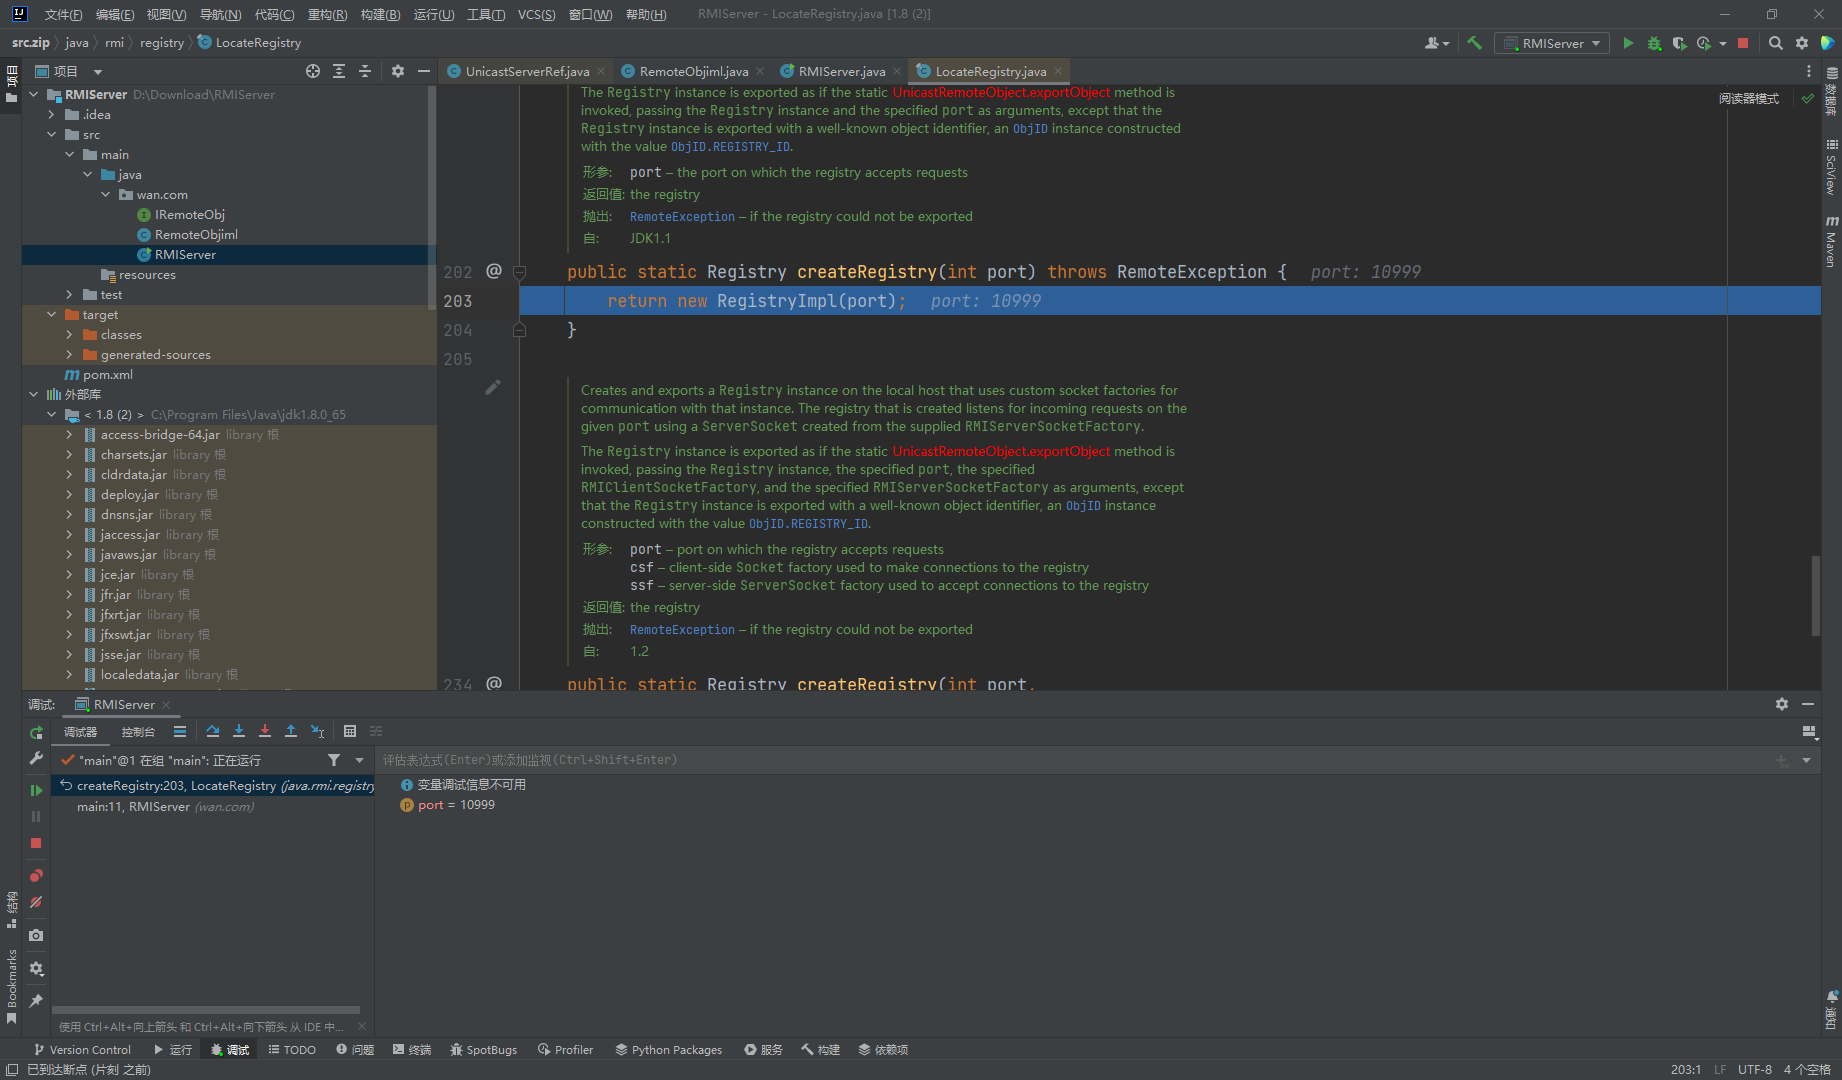 文件(F) 编辑(E) 视图(V) 导航(N) 代码(C) 重构(R) 构建(B) 运行(U) 工具(T) VCS(S) 窗口(W) 帮助(H) RMIServer - LocateRegistry.java [1.8 (2)]
src.zip java rmi registry LocateRegistry
RMIServer
项目
UnicastServerRef.java RemoteObjiml.java RMIServer.java LocateRegistry.java
项目
RMIServer D:\Download\RMIServer
.idea
src
main
java
wan.com
IRemoteObj
RemoteObjiml
RMIServer
resources
test
target
classes
generated-sources
pom.xml
外部库
< 1.8 (2) > C:\Program Files\Java\jdk1.8.0_65
access-bridge-64.jar library 根
charsets.jar library 根
cldrdata.jar library 根
deploy.jar library 根
dnsns.jar library 根
jaccess.jar library 根
javaws.jar library 根
jce.jar library 根
jfr.jar library 根
jfxrt.jar library 根
jfxswt.jar library 根
jsse.jar library 根
localedata.jar library 根
阅读器模式
The Registry instance is exported as if the static UnicastRemoteObject.exportObject method is
invoked, passing the Registry instance and the specified port as arguments, except that the
Registry instance is exported with a well-known object identifier, an ObjID instance constructed
with the value ObjID.REGISTRY_ID.
形参: port – the port on which the registry accepts requests
返回值: the registry
抛出: RemoteException – if the registry could not be exported
自: JDK1.1
202 @ public static Registry createRegistry(int port) throws RemoteException { port: 10999
203 return new RegistryImpl(port); port: 10999
204 }
205
Creates and exports a Registry instance on the local host that uses custom socket factories for
communication with that instance. The registry that is created listens for incoming requests on the
given port using a ServerSocket created from the supplied RMIServerSocketFactory.
The Registry instance is exported as if the static UnicastRemoteObject.exportObject method is
invoked, passing the Registry instance, the specified port, the specified
RMIClientSocketFactory, and the specified RMIServerSocketFactory as arguments, except
that the Registry instance is exported with a well-known object identifier, an ObjID instance
constructed with the value ObjID.REGISTRY_ID.
形参: port – port on which the registry accepts requests
csf – client-side Socket factory used to make connections to the registry
ssf – server-side ServerSocket factory used to accept connections to the registry
返回值: the registry
抛出: RemoteException – if the registry could not be exported
自: 1.2
234 @ public static Registry createRegistry(int port,
数据库
SciView
Maven
通知
调试: RMIServer
调试器 控制台
"main"@1 在组 "main": 正在运行
评估表达式(Enter)或添加监视(Ctrl+Shift+Enter)
createRegistry:203, LocateRegistry (java.rmi.registry
main:11, RMIServer (wan.com)
变量调试信息不可用
port = 10999
结构
Bookmarks
使用 Ctrl+Alt+向上箭头 和 Ctrl+Alt+向下箭头 从 IDE 中...
Version Control 运行 调试 TODO 问题 终端 SpotBugs Profiler Python Packages 服务 构建 依赖项
已到达断点 (片刻 之前)
203:1 LF UTF-8 4 个空格